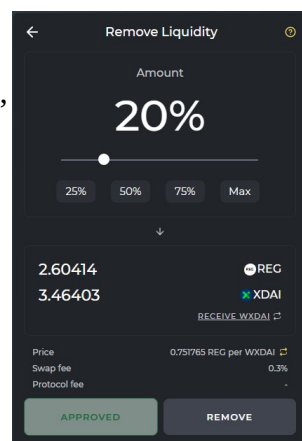 Remove Liquidity
,
Amount
20%
25% 50% 75% Max
2.60414 REG
3.46403 XDAI
RECEIVE WXDAI
Price 0.751765 REG per WXDAI
Swap fee 0.3%
Protocol fee -
APPROVED REMOVE